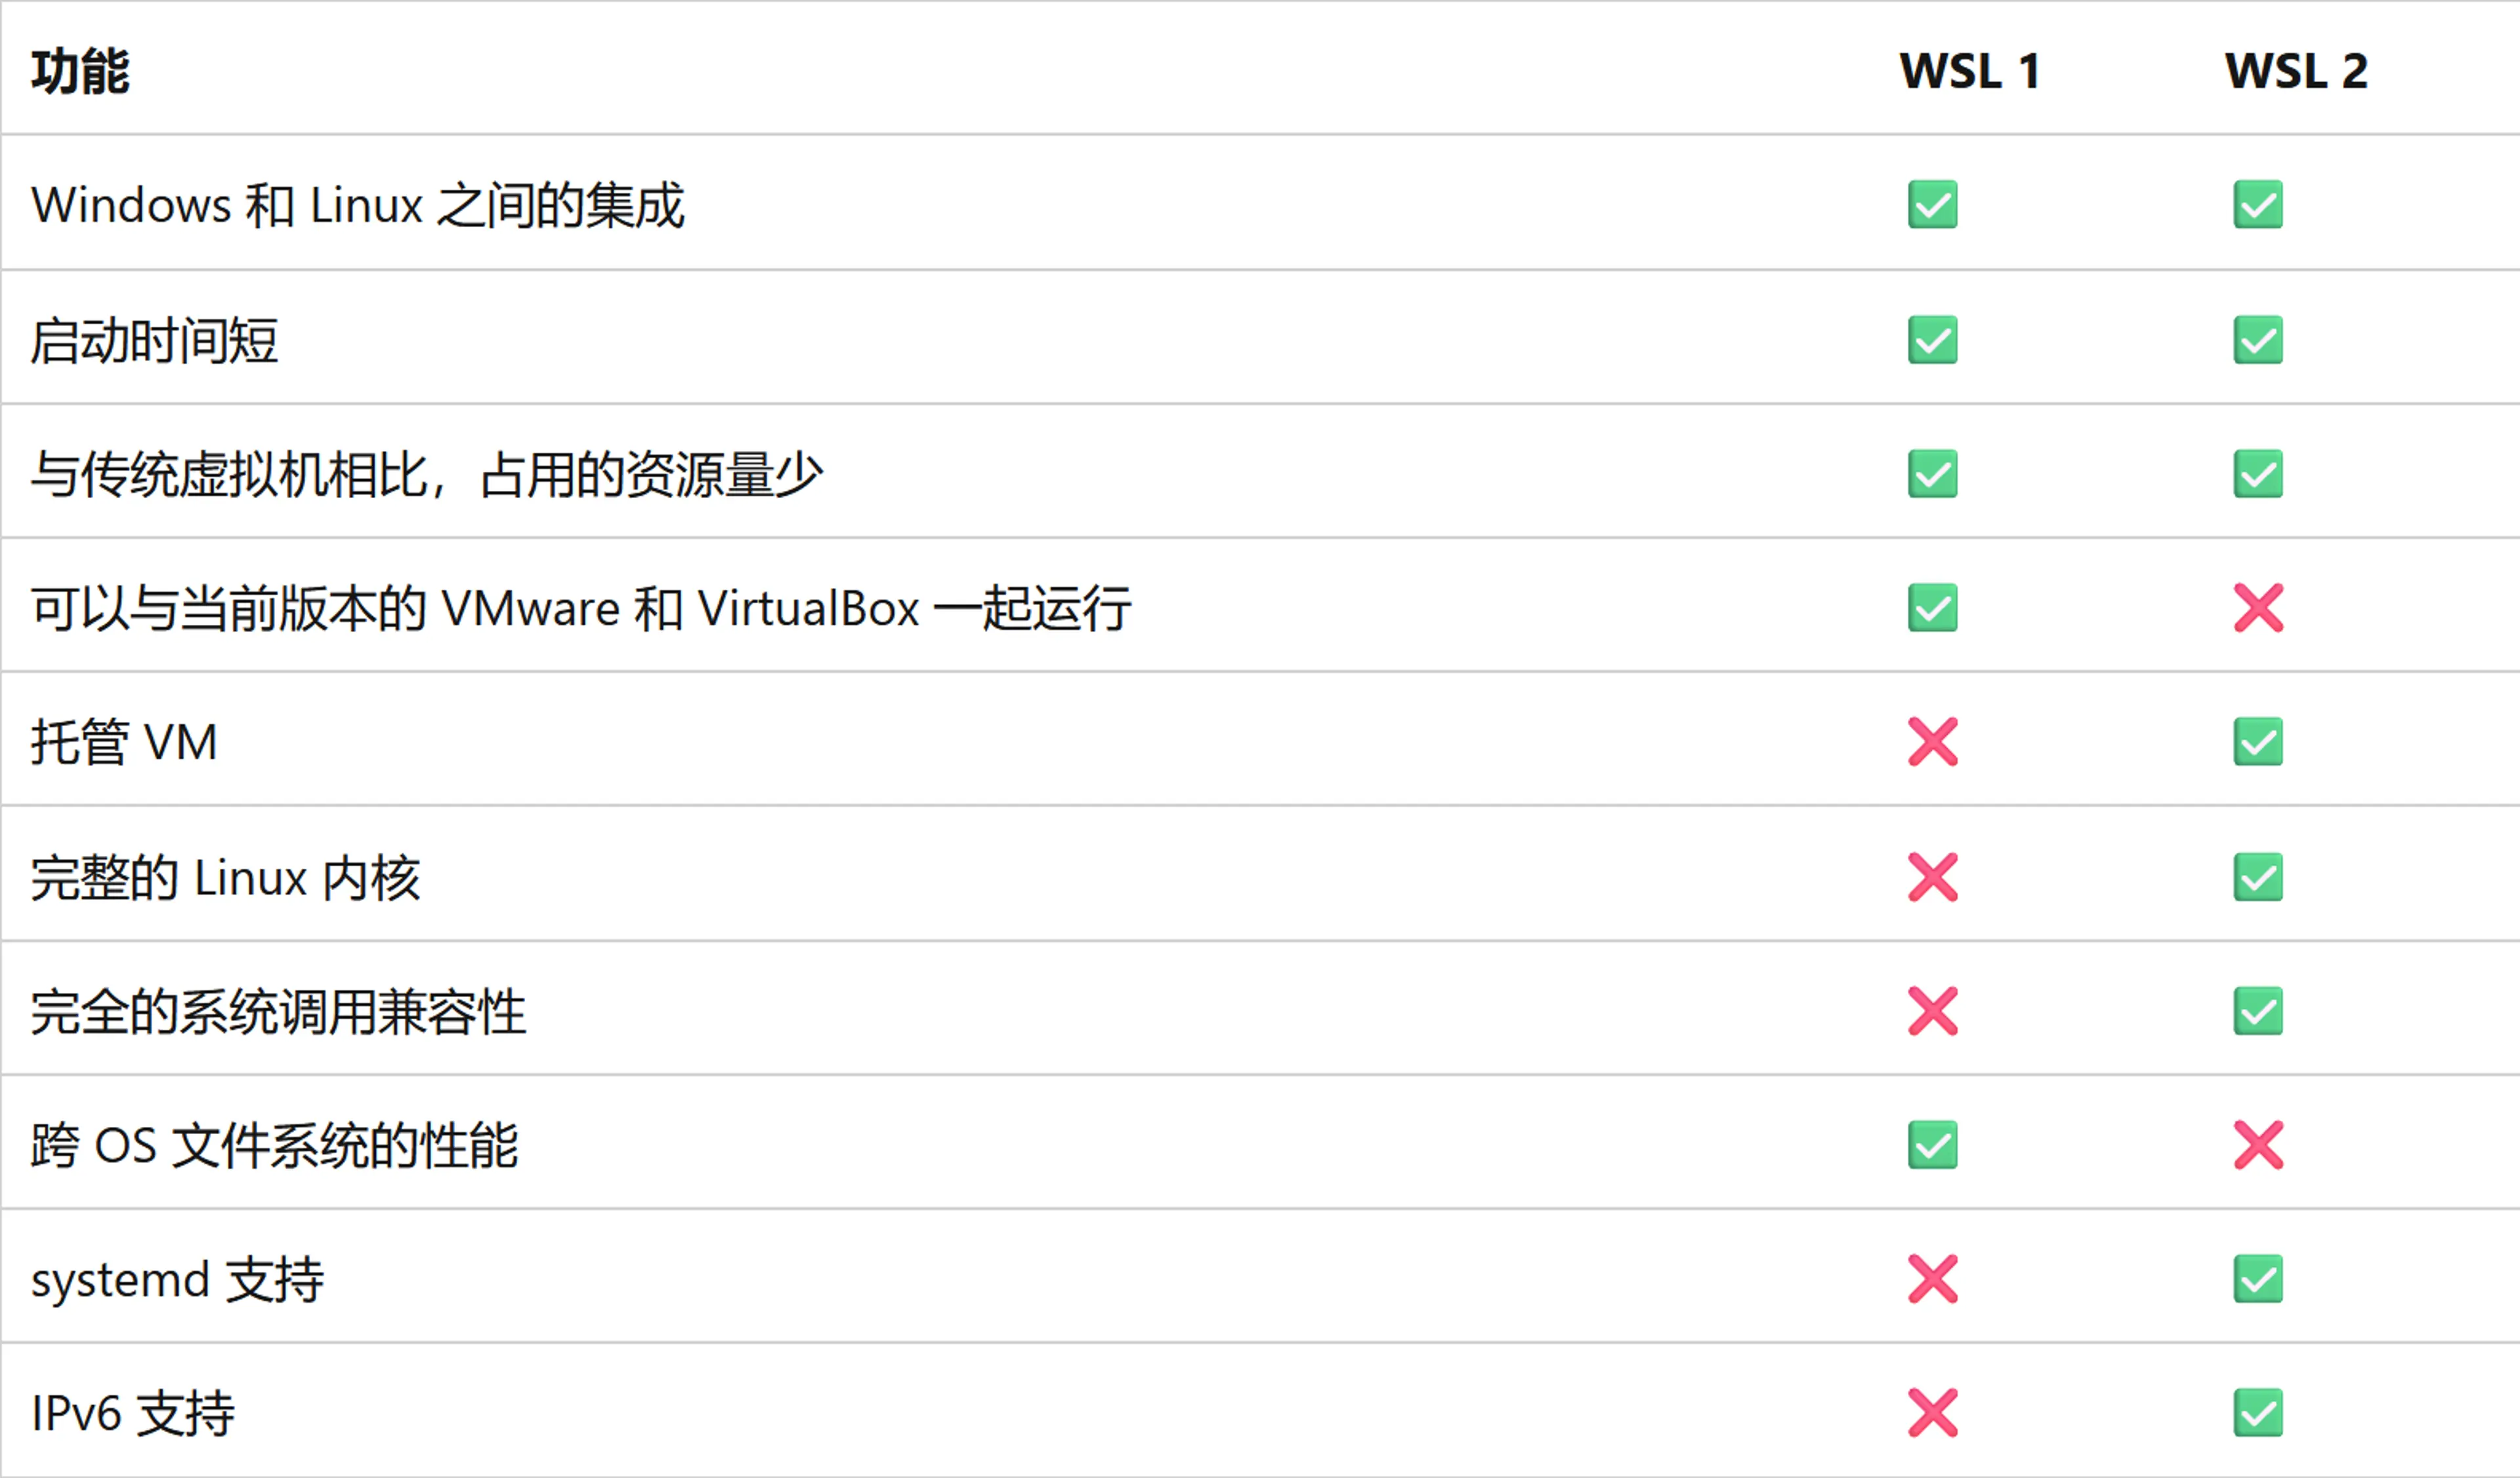 功能 WSL 1 WSL 2
Windows 和 Linux 之间的集成 ✅ ✅
启动时间短 ✅ ✅
与传统虚拟机相比，占用的资源量少 ✅ ✅
可以与当前版本的 VMware 和 VirtualBox 一起运行 ✅ ❌
托管 VM ❌ ✅
完整的 Linux 内核 ❌ ✅
完全的系统调用兼容性 ❌ ✅
跨 OS 文件系统的性能 ✅ ❌
systemd 支持 ❌ ✅
IPv6 支持 ❌ ✅